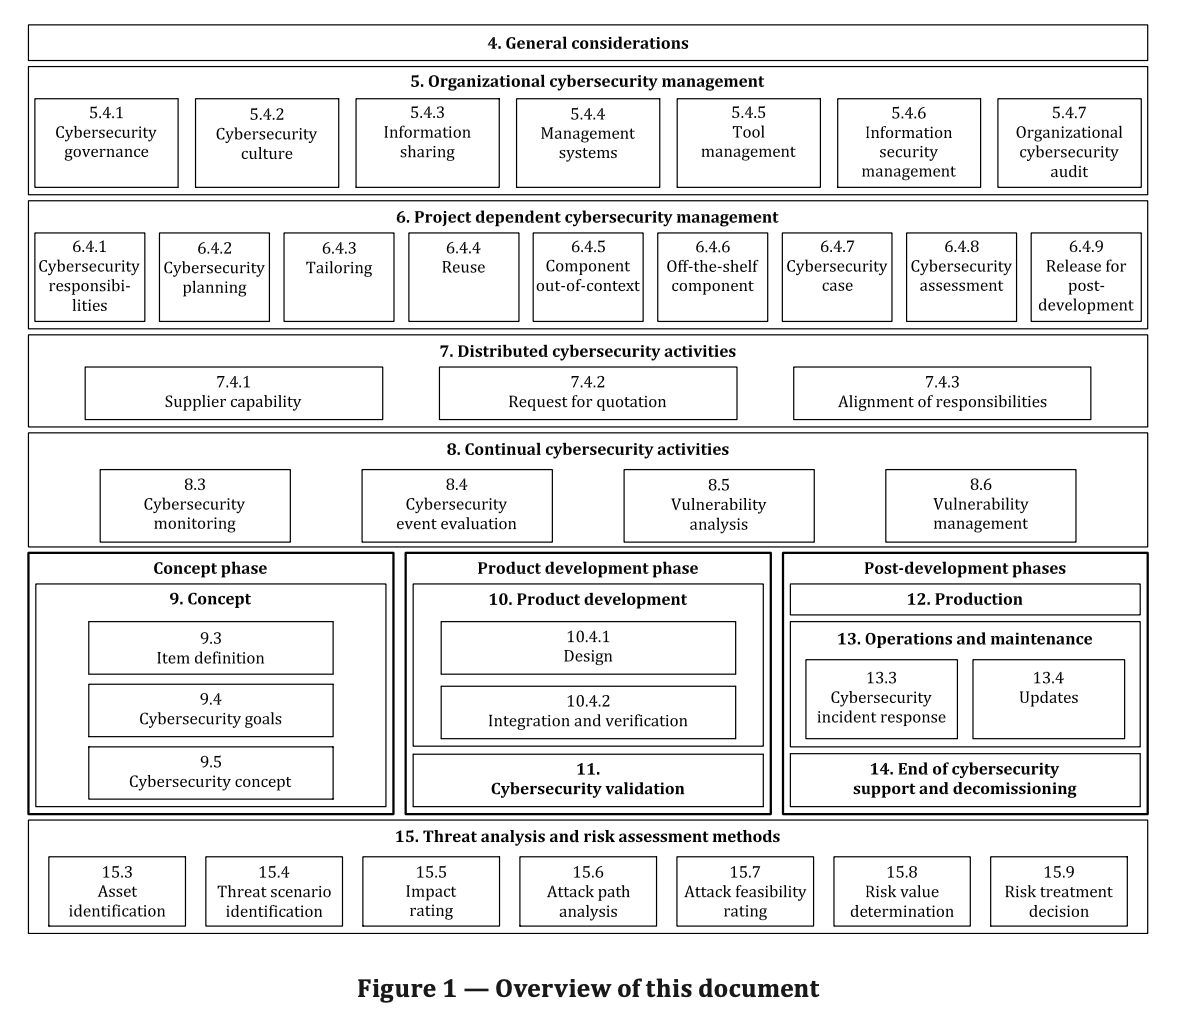 4. General considerations
5. Organizational cybersecurity management
5.4.1
Cybersecurity
governance
5.4.2
Cybersecurity
culture
5.4.3
Information
sharing
5.4.4
Management
systems
5.4.5
Tool
management
5.4.6
Information
security
management
5.4.7
Organizational
cybersecurity
audit
6. Project dependent cybersecurity management
6.4.1
Cybersecurity
responsibi-
lities
6.4.2
Cybersecurity
planning
6.4.3
Tailoring
6.4.4
Reuse
6.4.5
Component
out-of-context
6.4.6
Off-the-shelf
component
6.4.7
Cybersecurity
case
6.4.8
Cybersecurity
assessment
6.4.9
Release for
post-
development
7. Distributed cybersecurity activities
7.4.1
Supplier capability
7.4.2
Request for quotation
7.4.3
Alignment of responsibilities
8. Continual cybersecurity activities
8.3
Cybersecurity
monitoring
8.4
Cybersecurity
event evaluation
8.5
Vulnerability
analysis
8.6
Vulnerability
management
Concept phase
9. Concept
9.3
Item definition
9.4
Cybersecurity goals
9.5
Cybersecurity concept
Product development phase
10. Product development
10.4.1
Design
10.4.2
Integration and verification
11.
Cybersecurity validation
Post-development phases
12. Production
13. Operations and maintenance
13.3
Cybersecurity
incident response
13.4
Updates
14. End of cybersecurity
support and decomissioning
15. Threat analysis and risk assessment methods
15.3
Asset
identification
15.4
Threat scenario
identification
15.5
Impact
rating
15.6
Attack path
analysis
15.7
Attack feasibility
rating
15.8
Risk value
determination
15.9
Risk treatment
decision
Figure 1 — Overview of this document